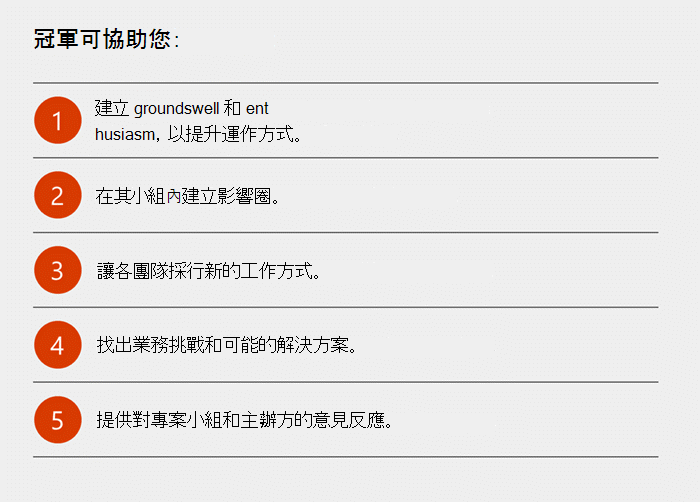 冠軍可協助您:
1
建立 groundswell 和 ent
husiasm, 以提升運作方式。
2
在其小組內建立影響圈。
3
讓各團隊採行新的工作方式。
4
找出業務挑戰和可能的解決方案。
5
提供對專案小組和主辦方的意見反應。